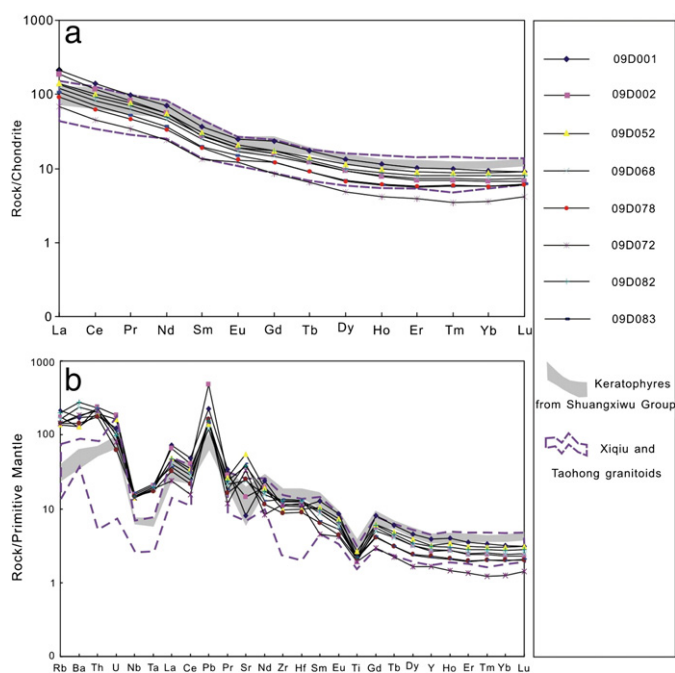 a
Rock/Chondrite
1000
100
10
1
0
La Ce Pr Nd Sm Eu Gd Tb Dy Ho Er Tm Yb Lu
b
Rock/Primitive Mantle
1000
100
10
1
0
Rb Ba Th U Nb Ta La Ce Pb Pr Sr Nd Zr Hf Sm Eu Ti Gd Tb Dy Y Ho Er Tm Yb Lu
09D001
09D002
09D052
09D068
09D078
09D072
09D082
09D083
Keratophyres
from Shuangxiwu Group
Xiqiu and
Taohong granitoids